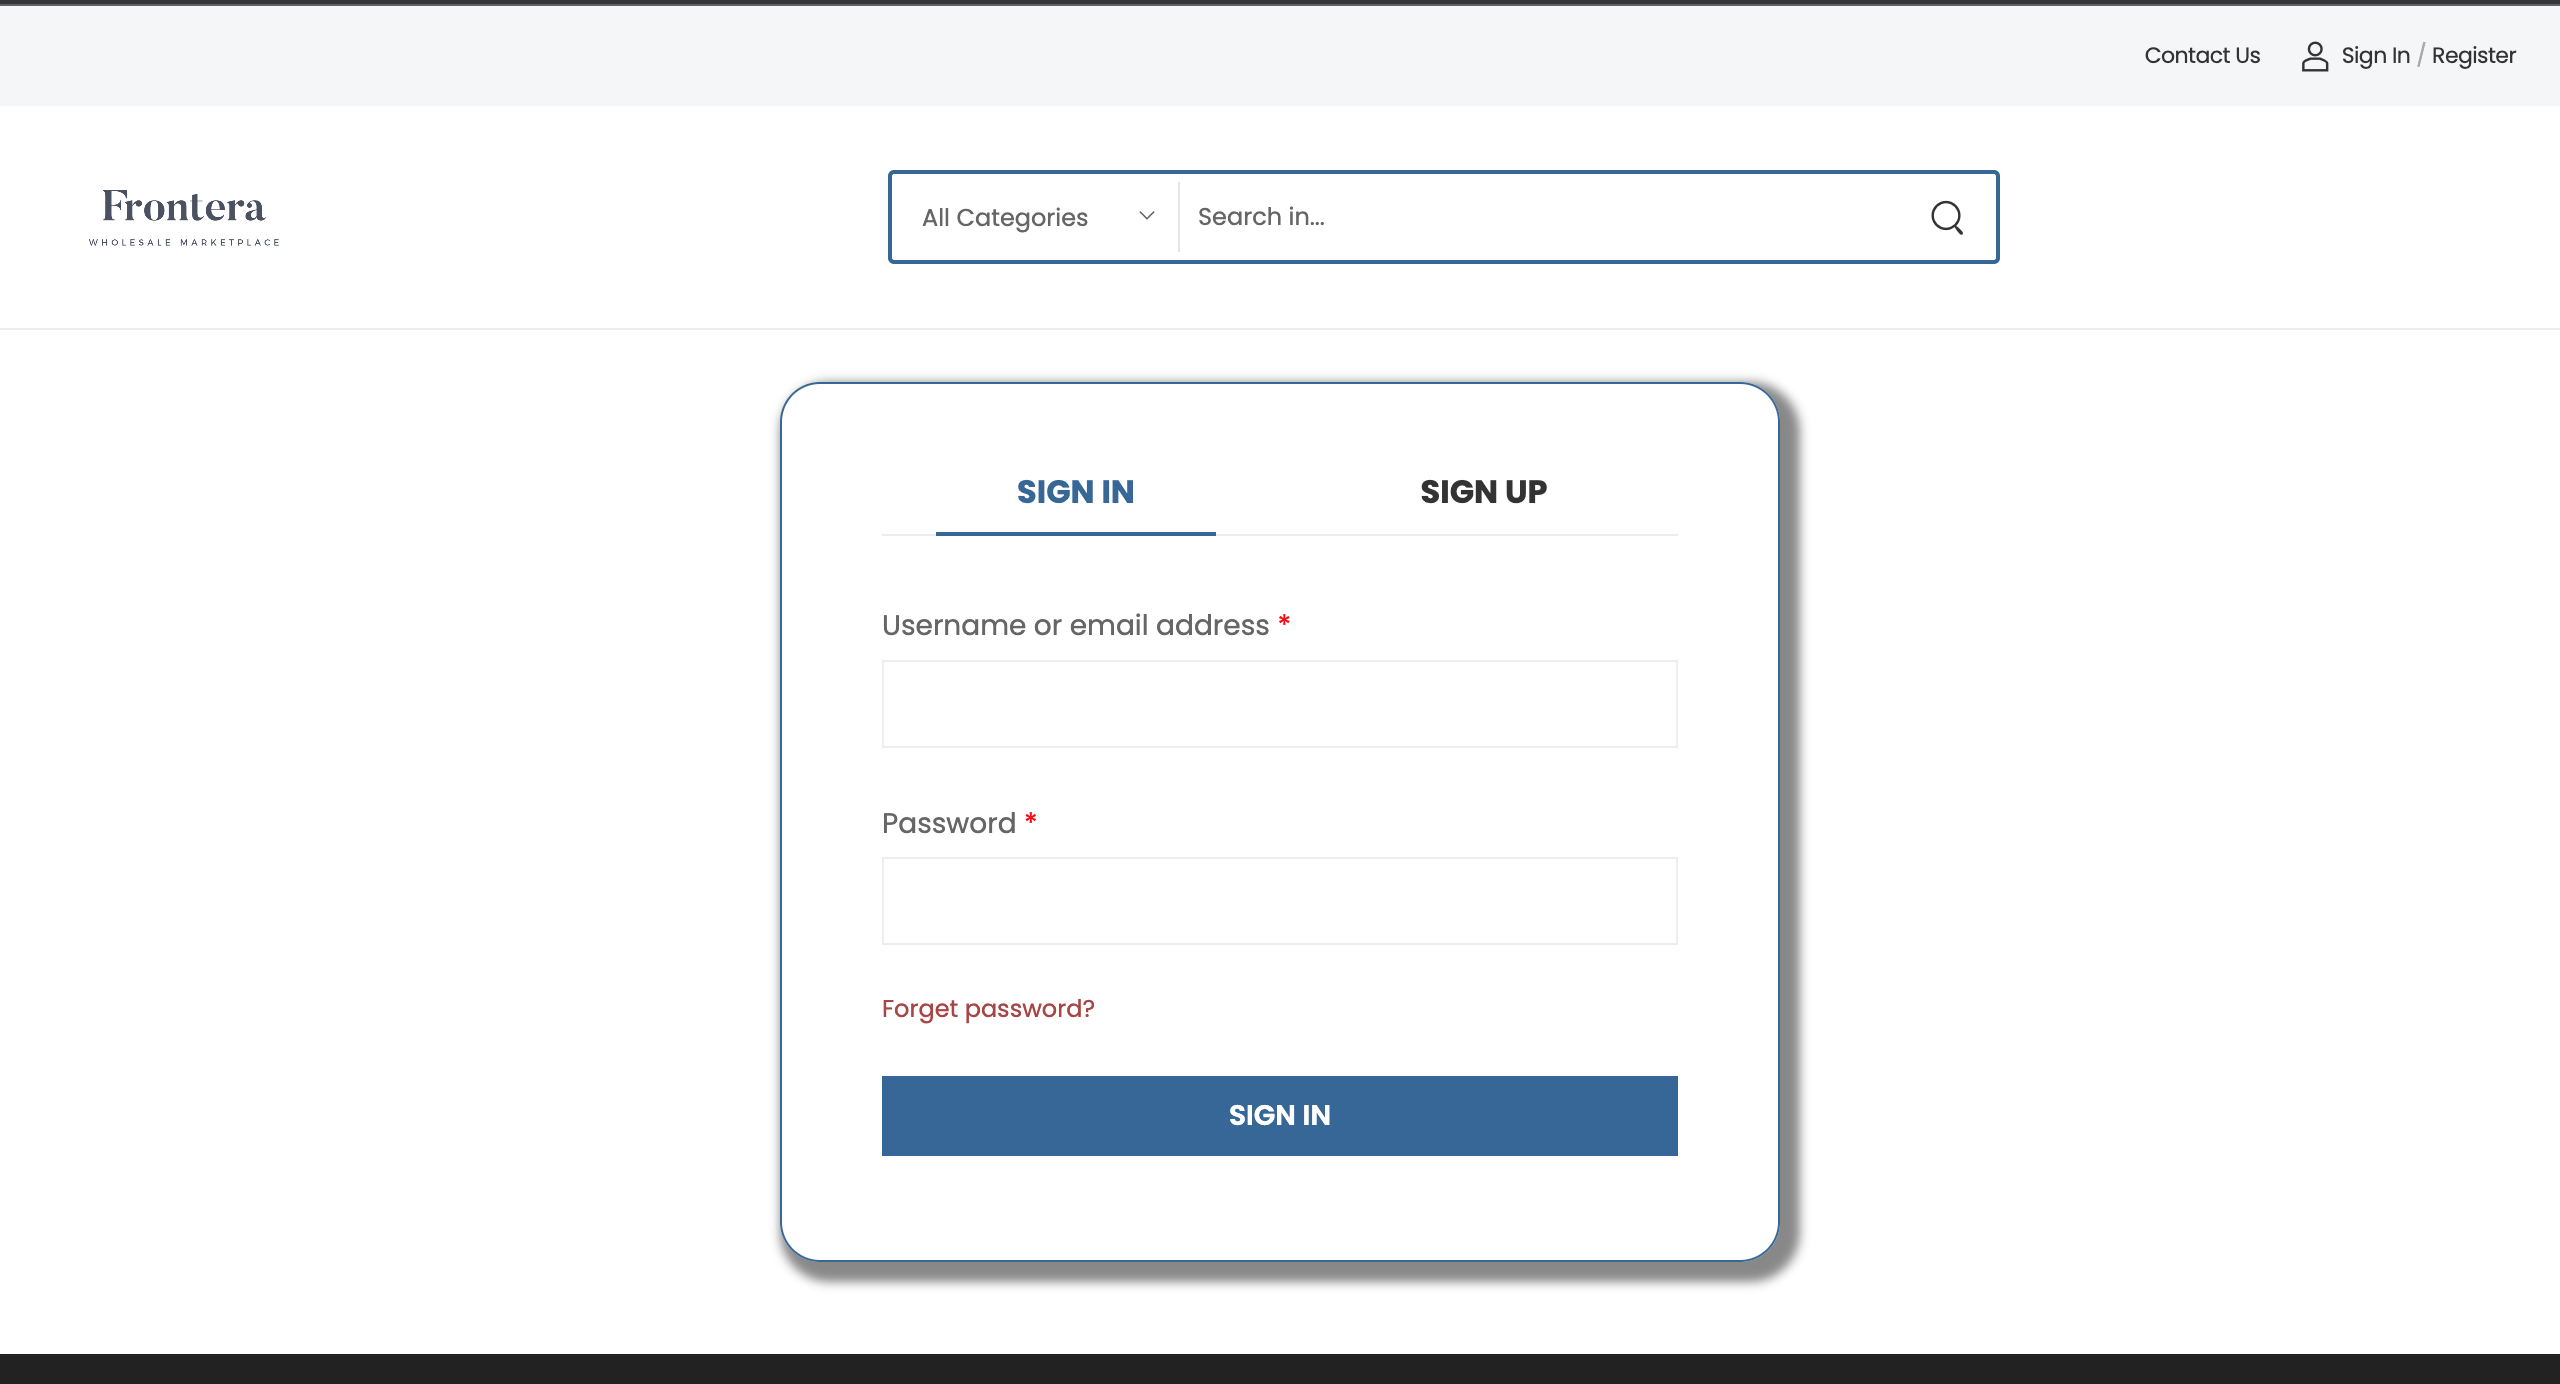 Contact Us Sign In / Register
Frontera
WHOLESALE MARKETPLACE
All Categories Search in...
SIGN IN SIGN UP
Username or email address *
Password *
Forget password?
SIGN IN